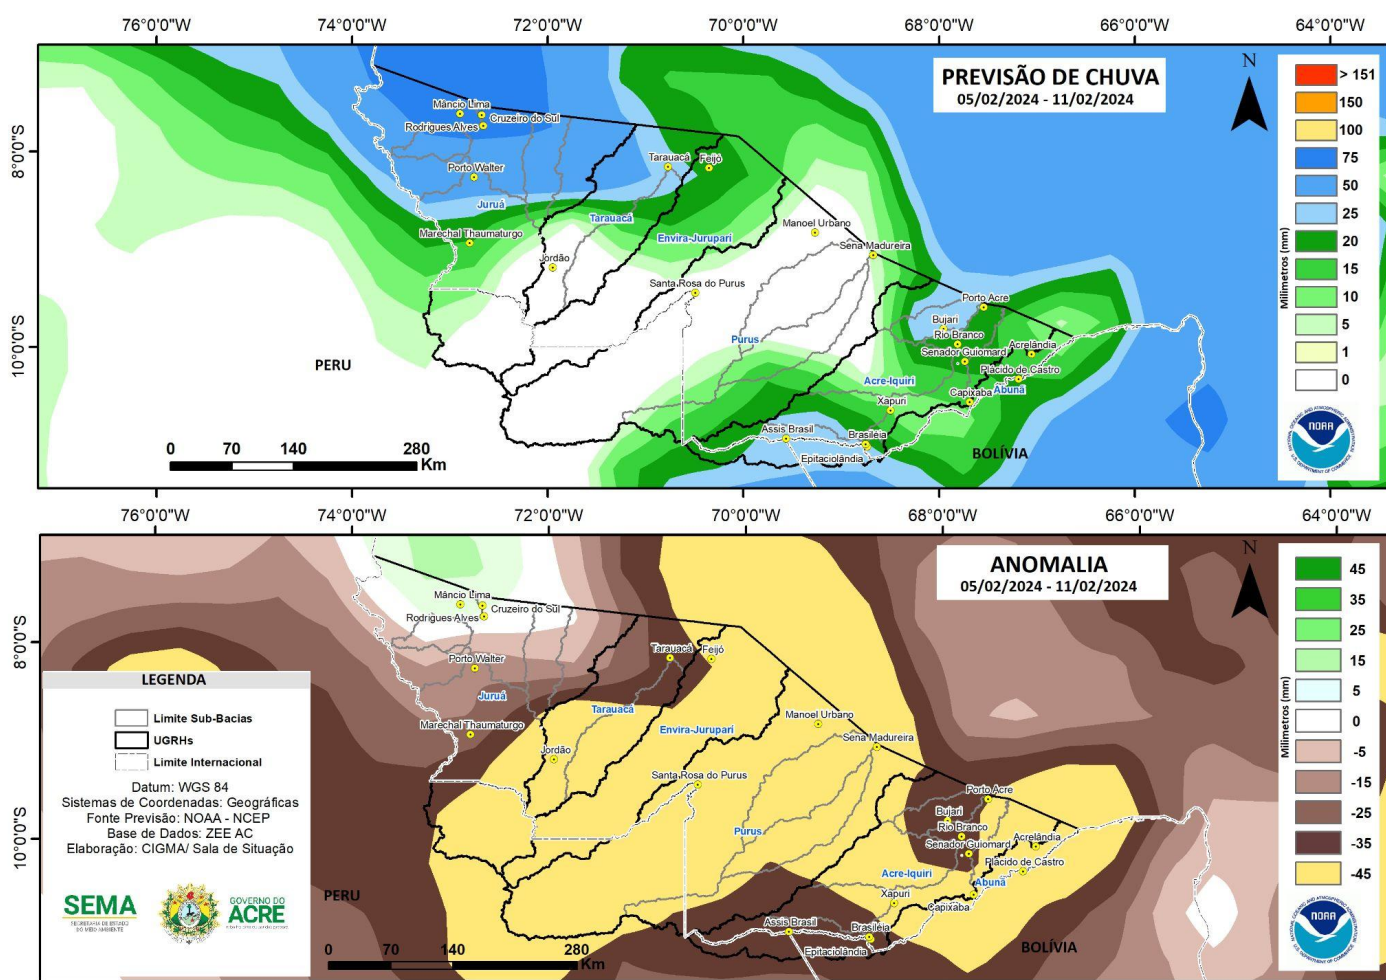 76°0'0"W 74°0'0"W 72°0'0"W 70°0'0"W 68°0'0"W 66°0'0"W 64°0'0"W
8°0'0"S
10°0'0"S
PREVISÃO DE CHUVA
05/02/2024 - 11/02/2024
N
Milímetros (mm)
> 151
150
100
75
50
25
20
15
10
5
1
0
NOAA
Mâncio Lima
Cruzeiro do Sul
Rodrigues Alves
Porto Walter
Juruá
Marechal Thaumaturgo
Tarauacá
Feijó
Tarauacá
Envira-Jurupari
Jordão
Santa Rosa do Purus
Manoel Urbano
Sena Madureira
Purus
Porto Acre
Bujari
Rio Branco
Senador Guiomard
Acrelândia
Plácido de Castro
Abunã
Acre-Iquiri
Capixaba
Xapuri
Assis Brasil
Brasiléia
Epitaciolândia
PERU
BOLÍVIA
0 70 140 280
Km
76°0'0"W 74°0'0"W 72°0'0"W 70°0'0"W 68°0'0"W 66°0'0"W 64°0'0"W
8°0'0"S
10°0'0"S
ANOMALIA
05/02/2024 - 11/02/2024
N
Milímetros (mm)
45
35
25
15
5
0
-5
-15
-25
-35
-45
NOAA
Mâncio Lima
Cruzeiro do Sul
Rodrigues Alves
Porto Walter
Juruá
Marechal Thaumaturgo
Tarauacá
Feijó
Tarauacá
Envira-Jurupari
Jordão
Santa Rosa do Purus
Manoel Urbano
Sena Madureira
Purus
Porto Acre
Bujari
Rio Branco
Senador Guiomard
Acrelândia
Plácido de Castro
Abunã
Acre-Iquiri
Capixaba
Xapuri
Assis Brasil
Brasiléia
Epitaciolândia
PERU
BOLÍVIA
0 70 140 280
Km
LEGENDA
Limite Sub-Bacias
UGRHs
Limite Internacional
Datum: WGS 84
Sistemas de Coordenadas: Geográficas
Fonte Previsão: NOAA - NCEP
Base de Dados: ZEE AC
Elaboração: CIGMA/ Sala de Situação
SEMA
SECRETARIA DE ESTADO
DO MEIO AMBIENTE
GOVERNO DO
ACRE